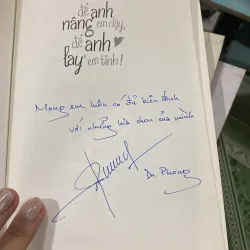 để anh
nâng em dậy,
để anh
lay em tỉnh!
Mong em luôn có đủ kiên định
với những lựa chọn của mình
Dr. Phong